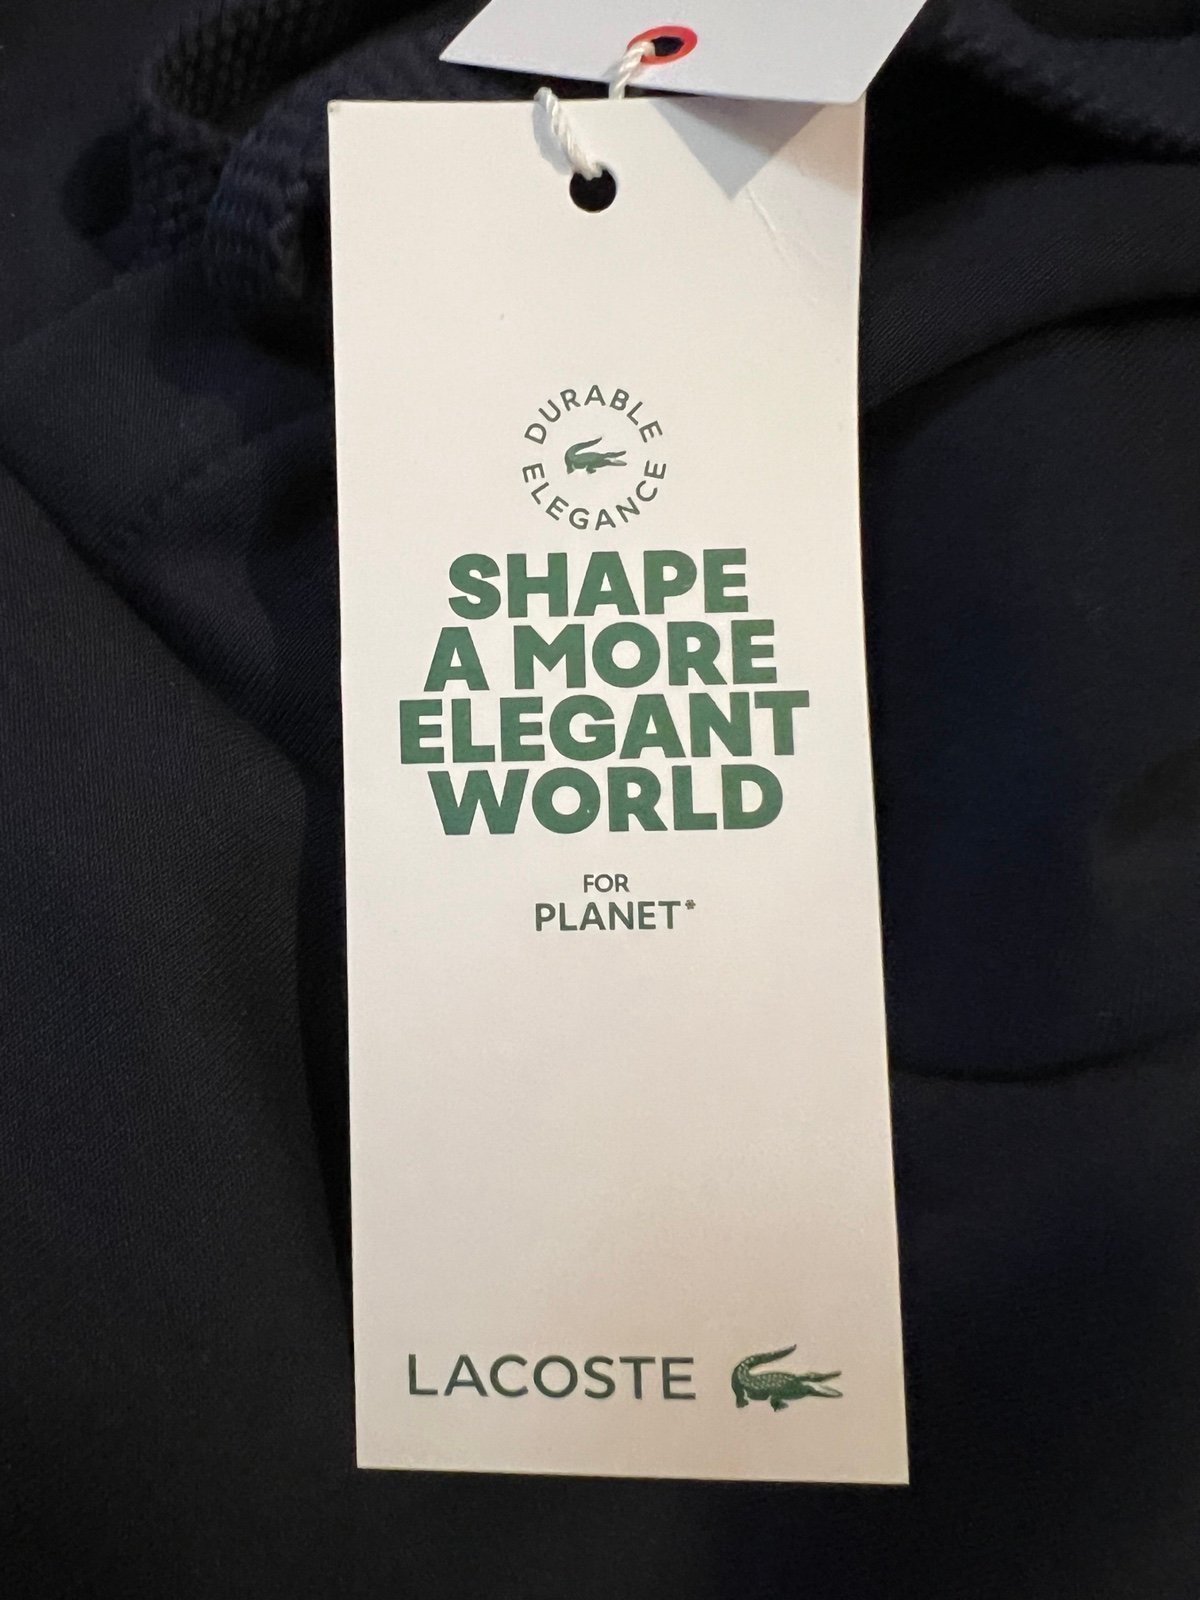 DURABLE
ELEGANCE
SHAPE
A MORE
ELEGANT
WORLD
FOR
PLANET*
LACOSTE